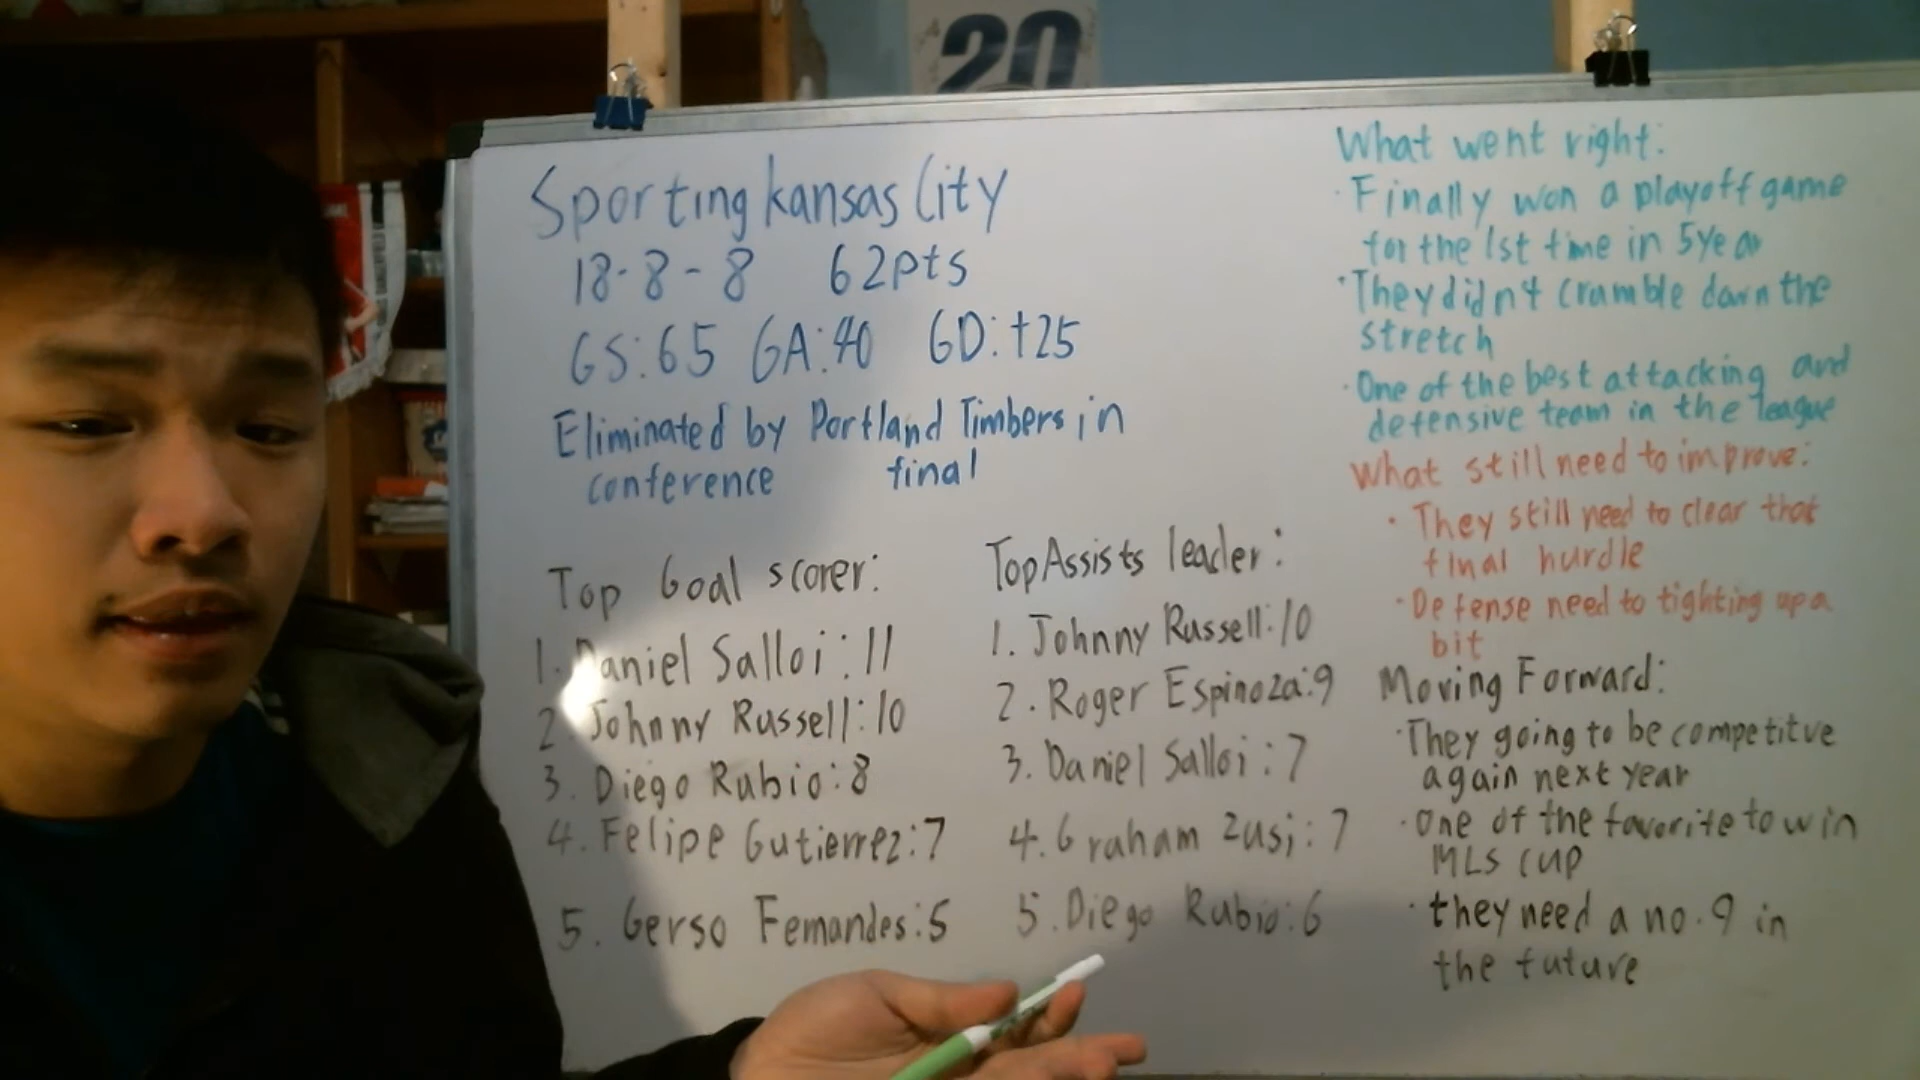 20
Sporting kansas City
18-8-8 62pts
GS:65 GA:40 GD:+25
Eliminated by Portland Timbers in
conference final
Top Goal scorer:
1. Daniel Salloi: 11
2. Johnny Russell: 10
3. Diego Rubio: 8
4. Felipe Gutierrez: 7
5. Gerso Fernandes: 5
Top Assists leader:
1. Johnny Russell: 10
2. Roger Espinoza: 9
3. Daniel Salloi: 7
4. Graham Zusi: 7
5. Diego Rubio: 6
What went right:
· Finally won a playoff game
for the 1st time in 5 year
· They didn't crumble down the
stretch
· One of the best attacking and
defensive team in the league
What still need to improve:
· They still need to clear that
final hurdle
· Defense need to tighting up a
bit
Moving Forward:
· They going to be competitve
again next year
· one of the favorite to win
MLS cup
· they need a no. 9 in
the future